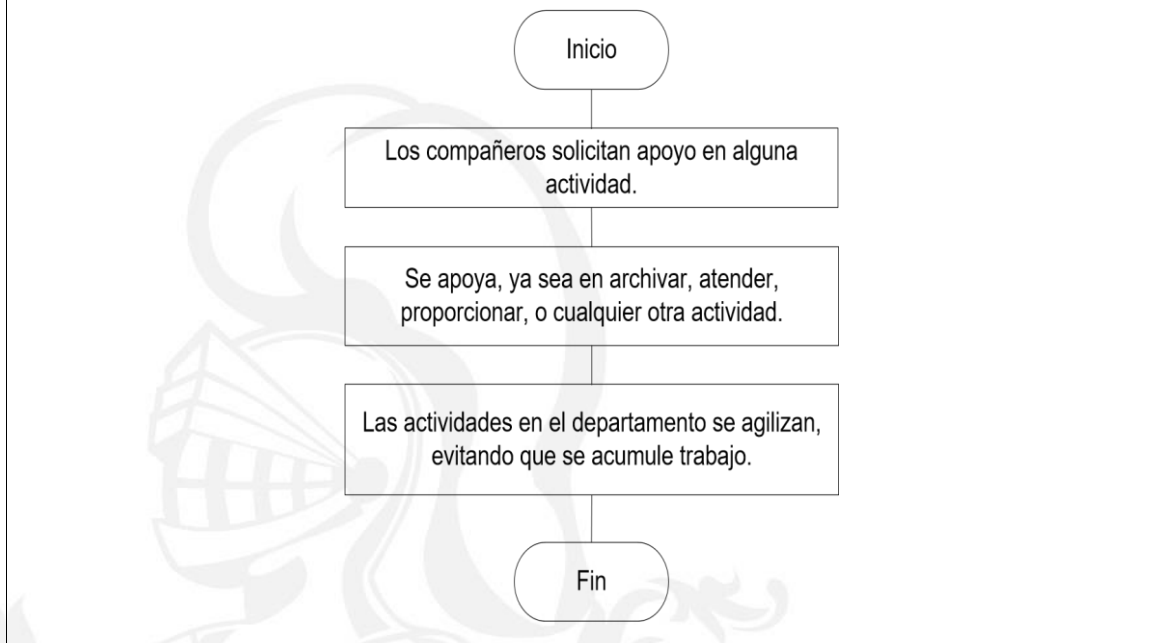 Inicio
Los compañeros solicitan apoyo en alguna
actividad.
Se apoya, ya sea en archivar, atender,
proporcionar, o cualquier otra actividad.
Las actividades en el departamento se agilizan,
evitando que se acumule trabajo.
Fin